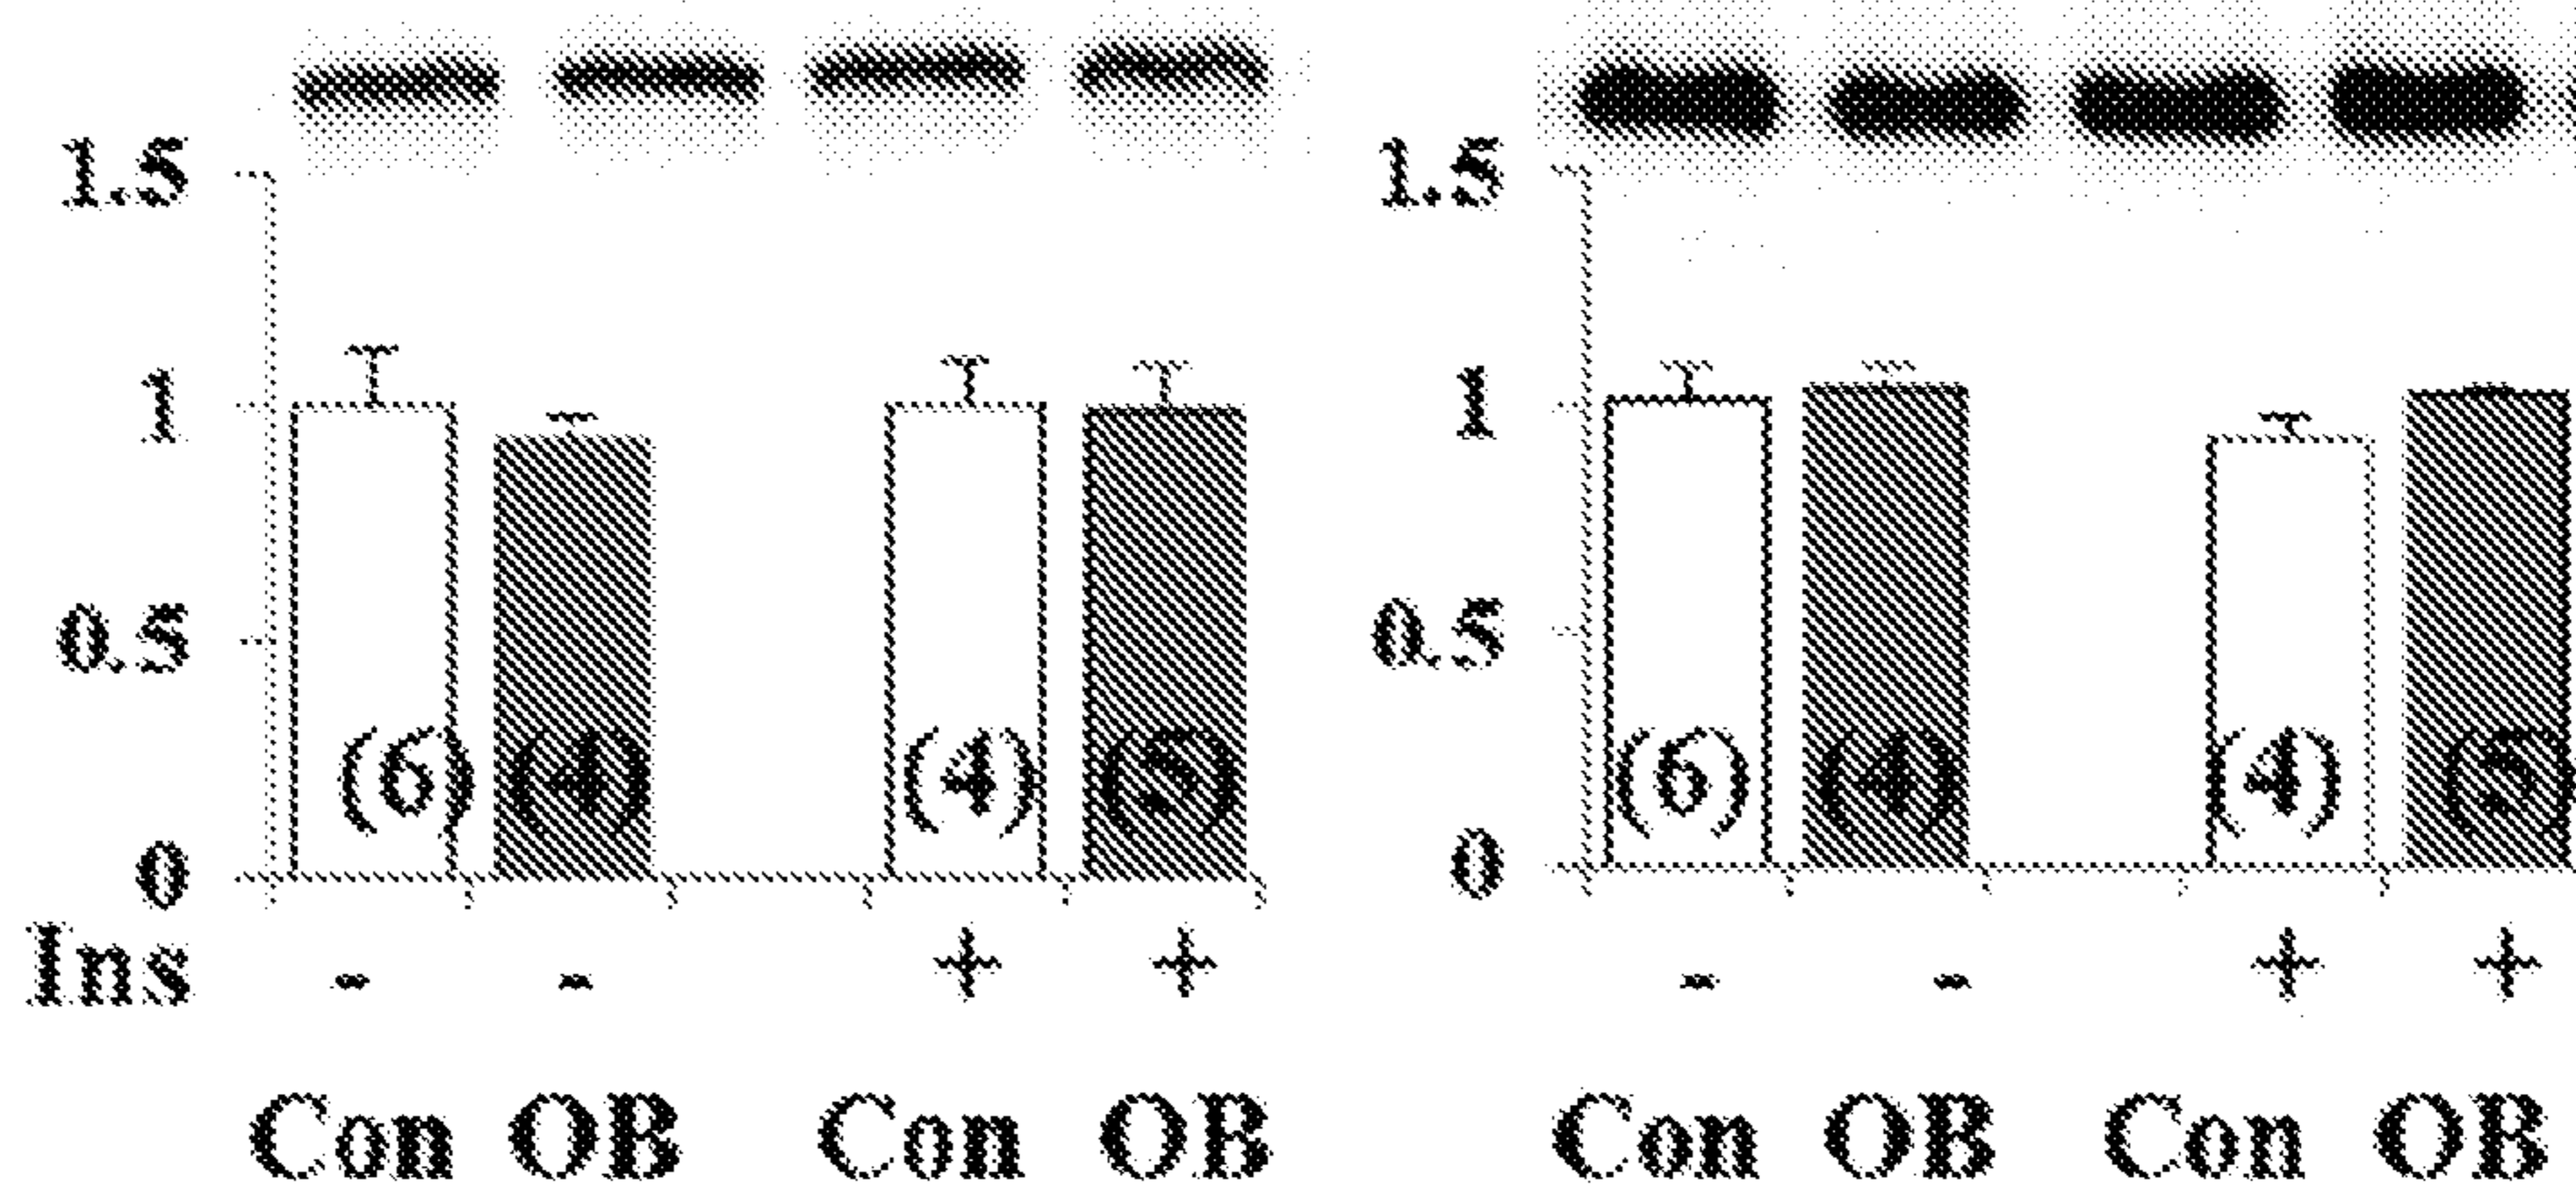 1.5 1.5
1 1
0.5 0.5
(6) (4) (4) (5) (6) (4) (4) (5)
0 0
Ins - - + + - - + +
Con OB Con OB Con OB Con OB